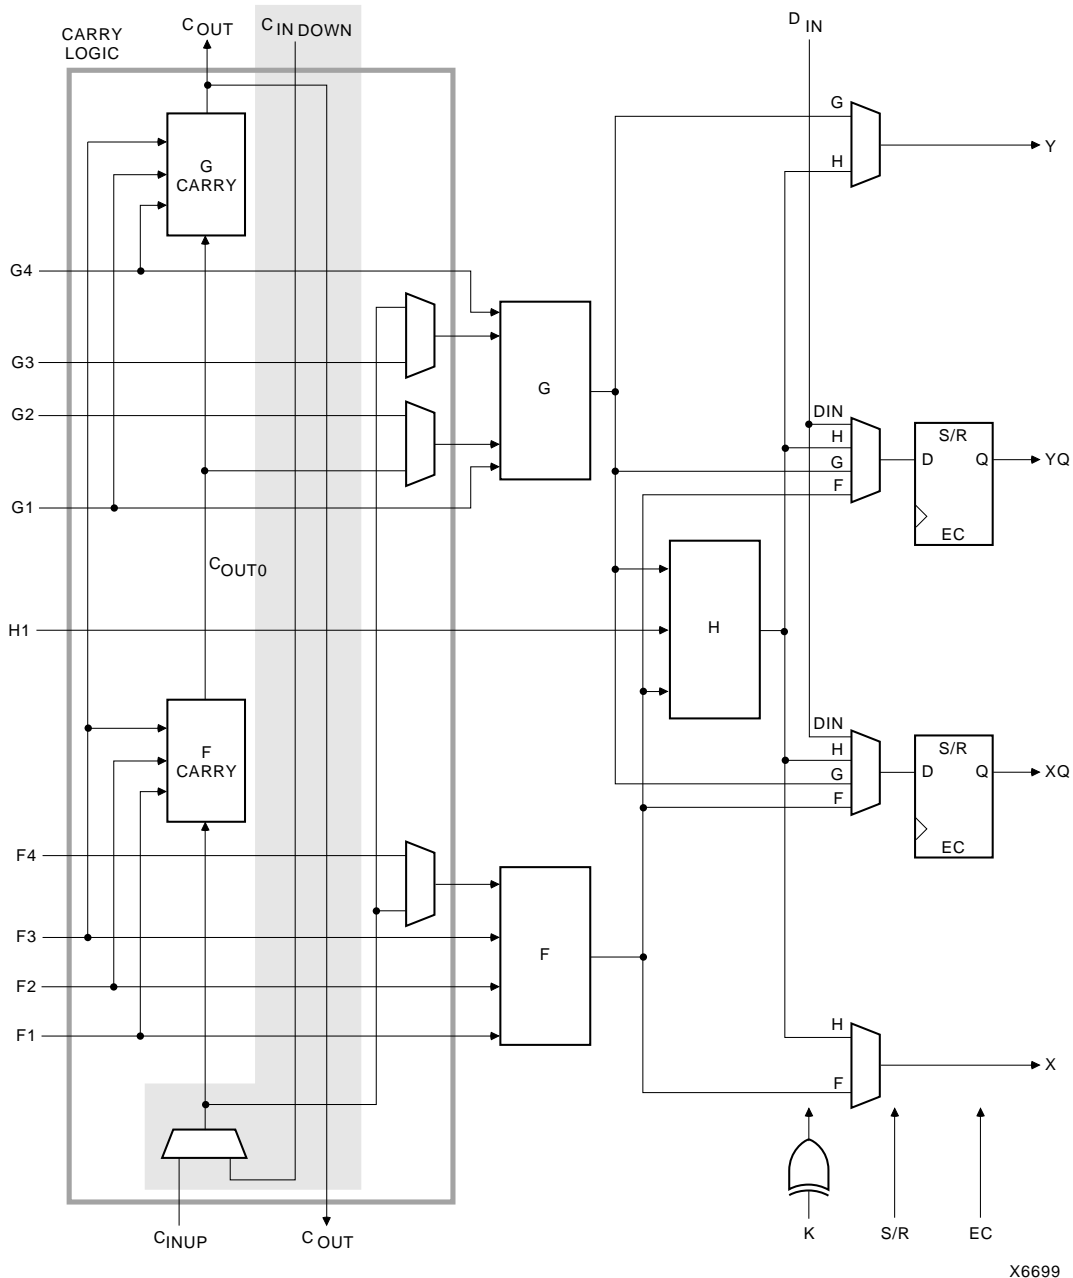 CARRY
LOGIC
C OUT
C IN DOWN
D IN
G
CARRY
G
H
Y
G4
G3
G2
G1
G
DIN
H
G
F
S/R
D
Q
EC
YQ
C OUT0
H1
H
F
CARRY
DIN
H
G
F
S/R
D
Q
EC
XQ
F4
F3
F2
F1
F
H
F
X
C INUP
C OUT
K
S/R
EC
X6699